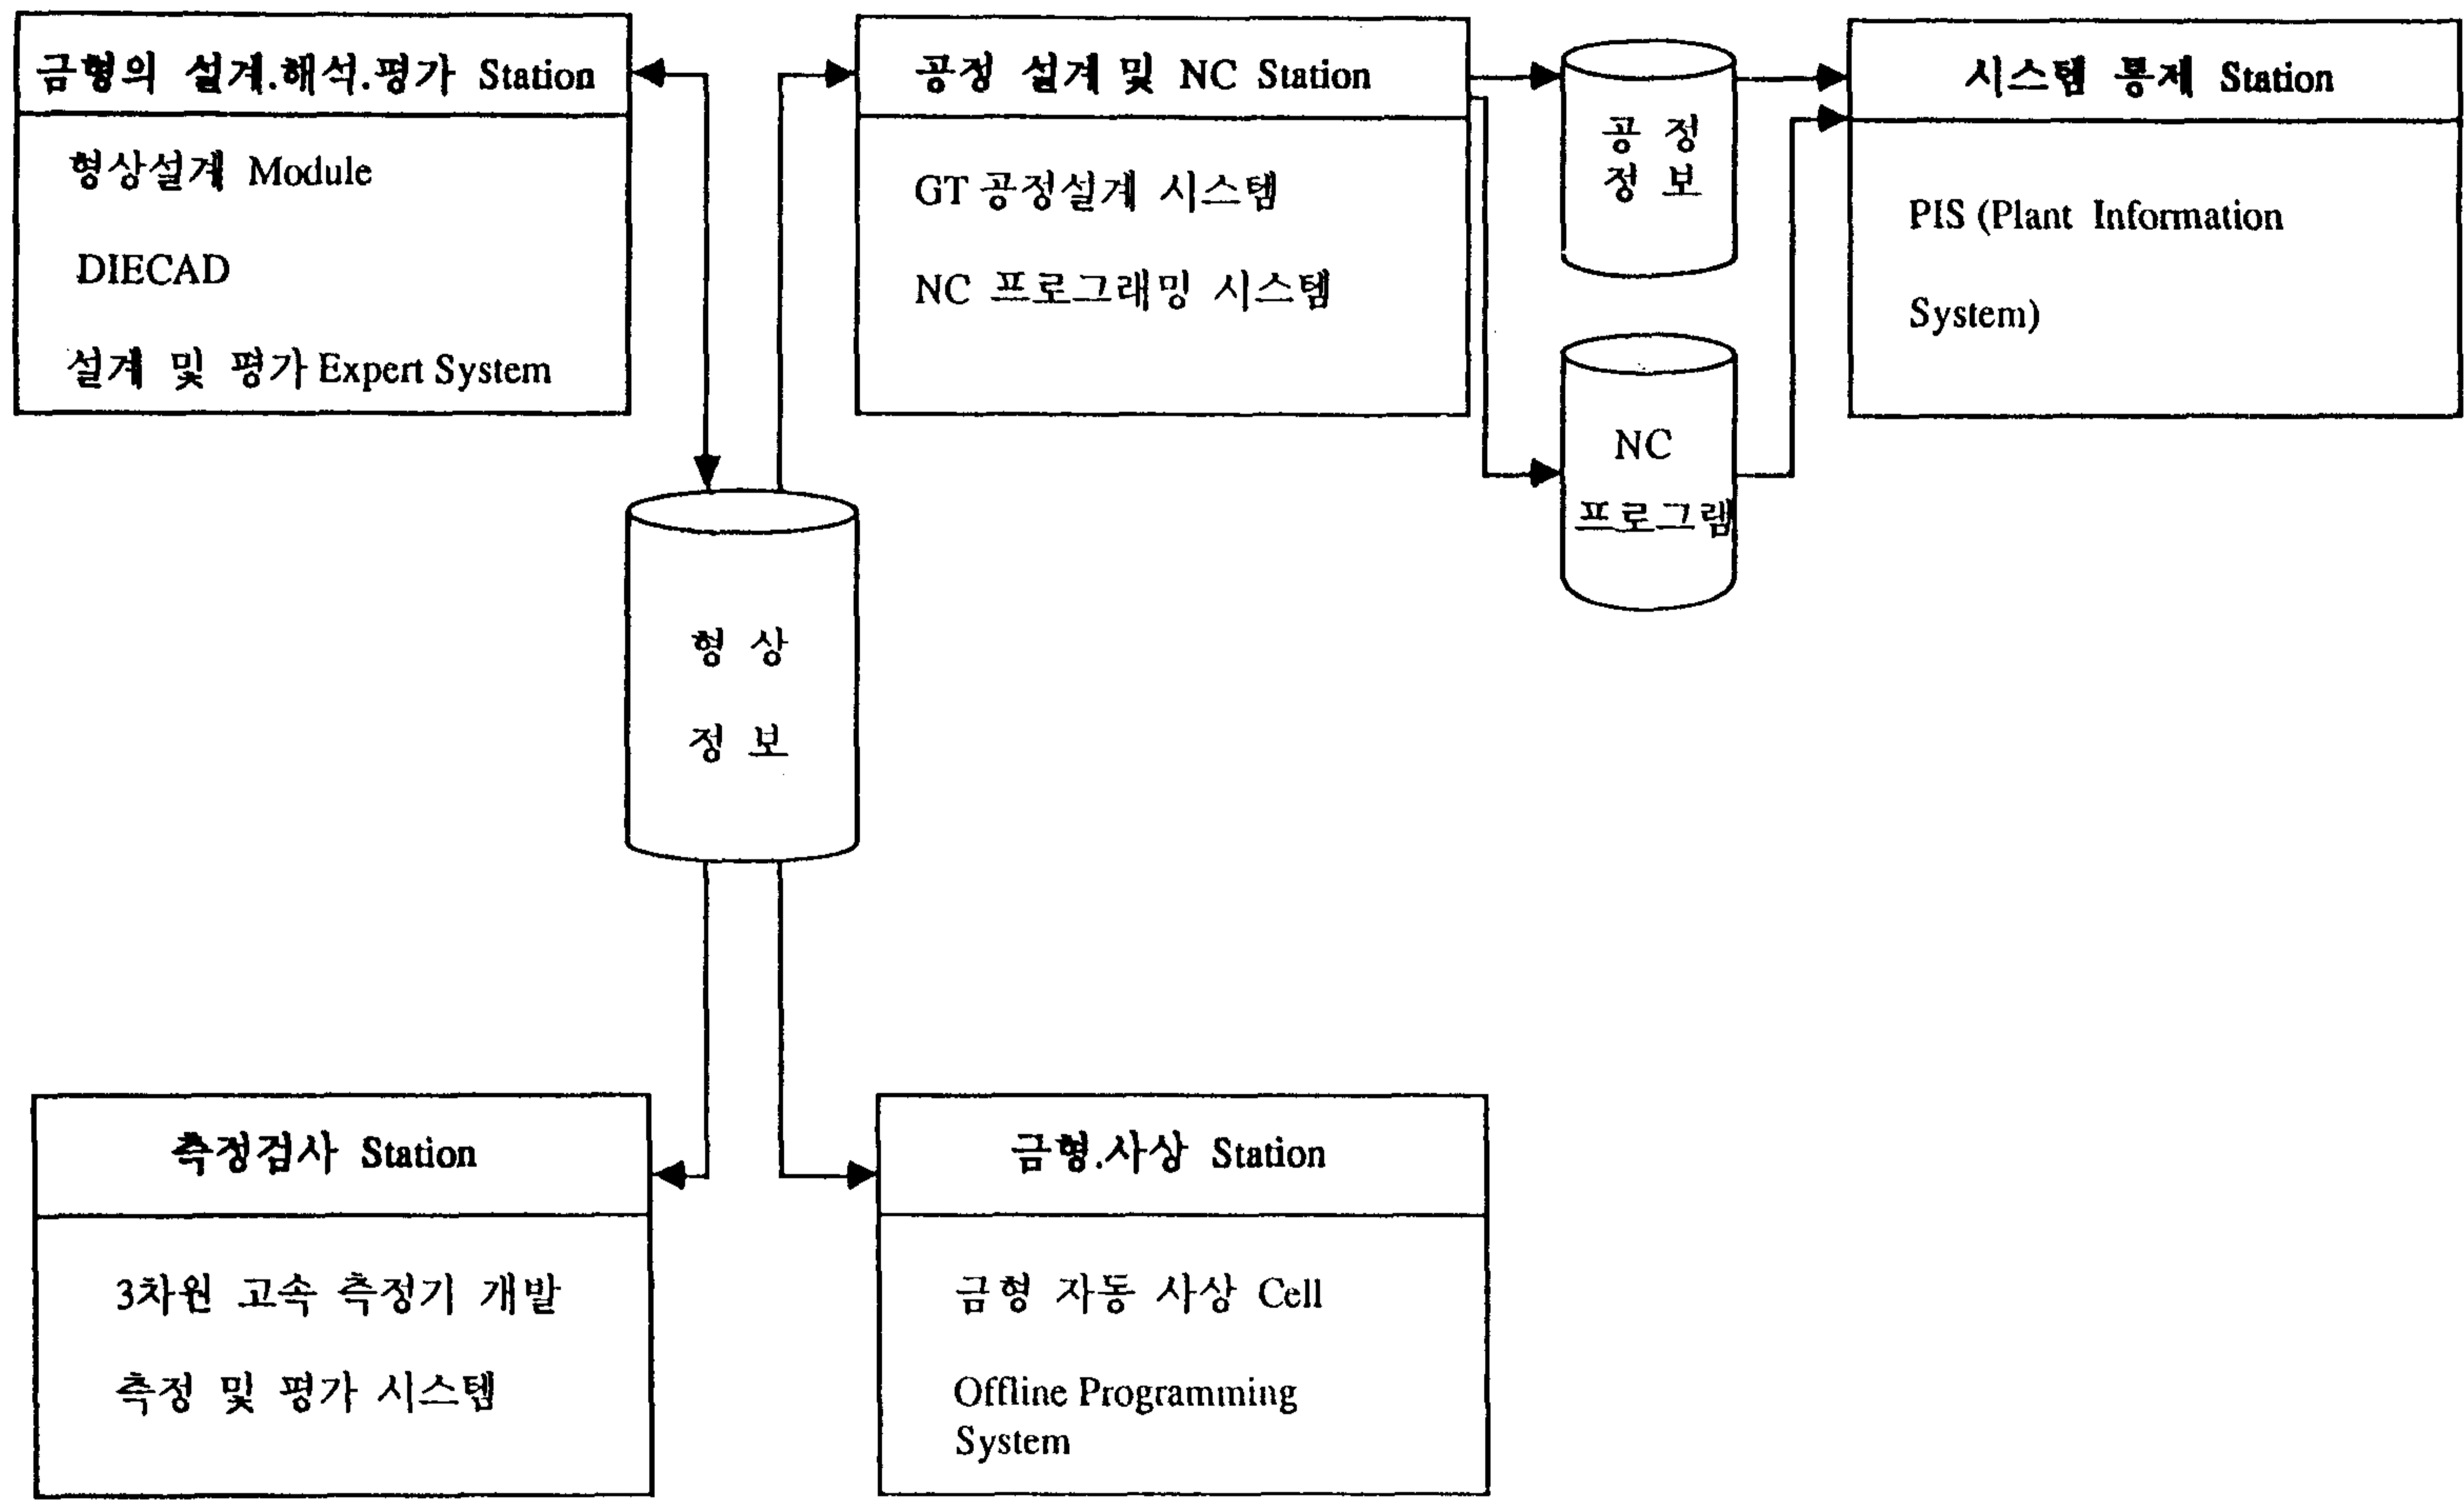 금형의 설계.해석.평가 Station
형상설계 Module
DIECAD
설계 및 평가 Expert System
공정 설계 및 NC Station
GT 공정설계 시스템
NC 프로그래밍 시스템
공 정
정 보
NC
프로그램
시스템 통제 Station
PIS (Plant Information
System)
형 상
정 보
측정검사 Station
3차원 고속 측정기 개발
측정 및 평가 시스템
금형.사상 Station
금형 자동 사상 Cell
Offline Programming
System